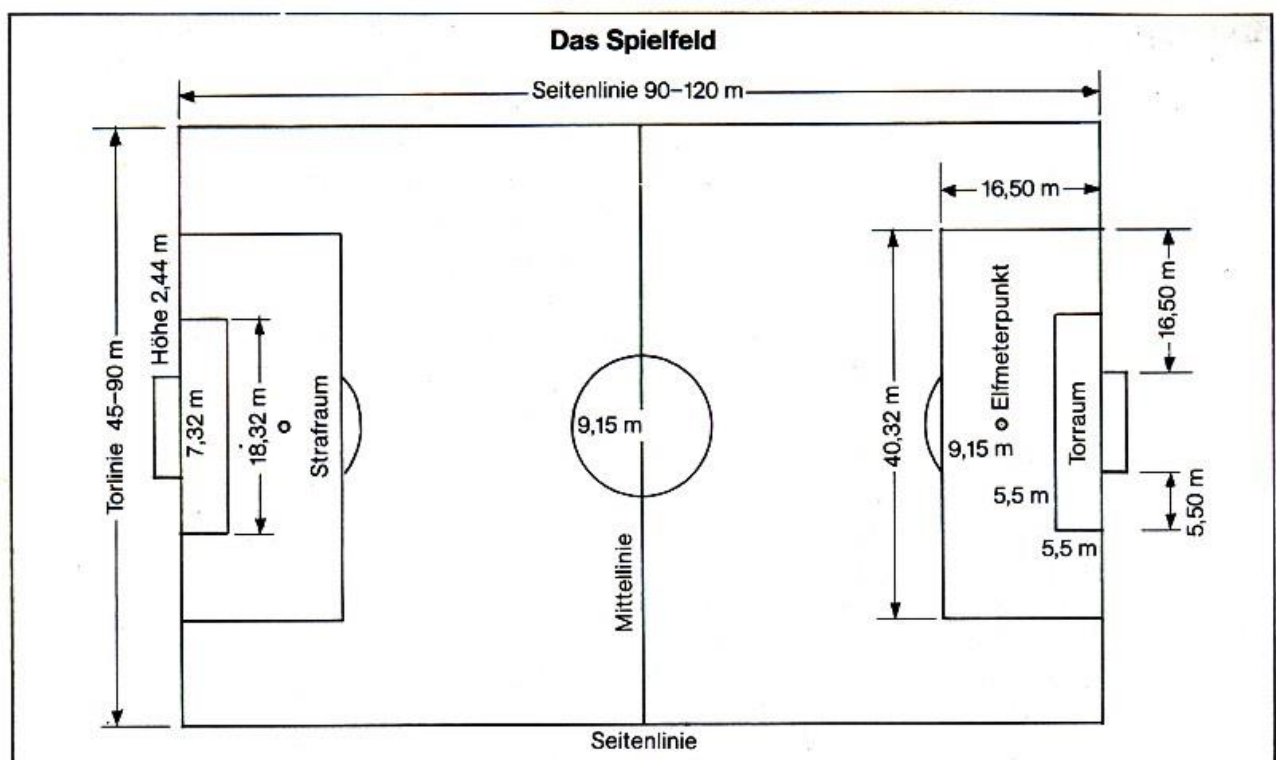 Das Spielfeld
Seitenlinie 90–120 m
16,50 m
Torlinie 45–90 m
Höhe 2,44 m
7,32 m
18,32 m
Strafraum
9,15 m
Mittellinie
40,32 m
9,15 m
Elfmeterpunkt
5,5 m
Torraum
5,5 m
16,50 m
5,50 m
Seitenlinie